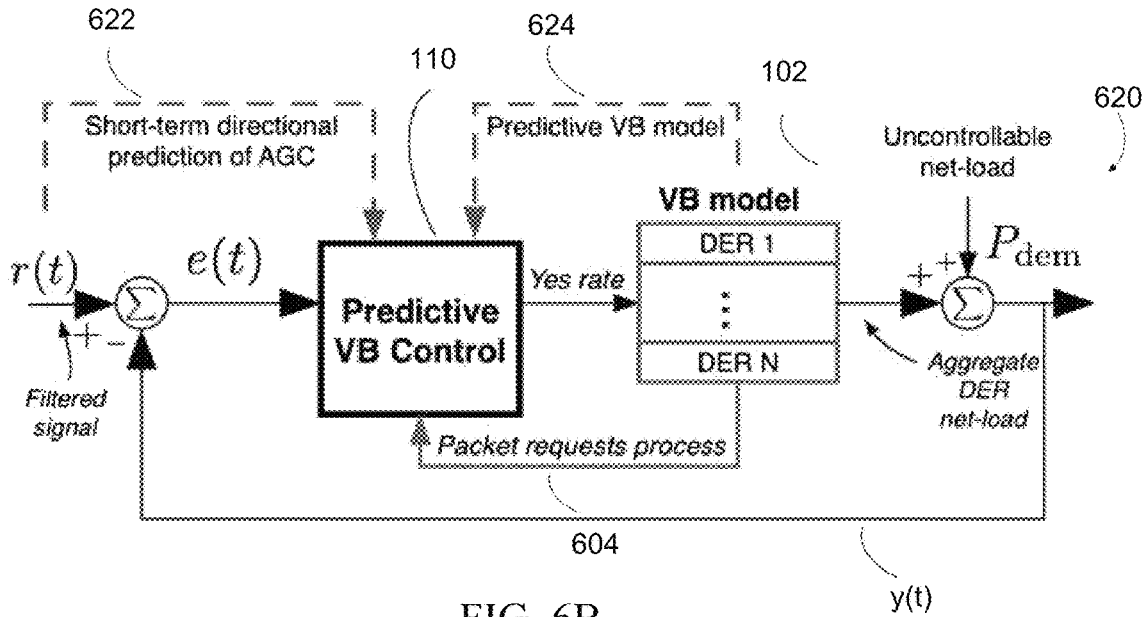 622
624
110
102
620
Short-term directional
prediction of AGC
Predictive VB model
Uncontrollable
net-load
VB model
r(t)
Σ
e(t)
Predictive
VB Control
Yes rate
DER 1
⋮
DER N
+ +
P_dem
Σ
+ -
Filtered
signal
Aggregate
DER
net-load
Packet requests process
604
y(t)
FIG. 6B